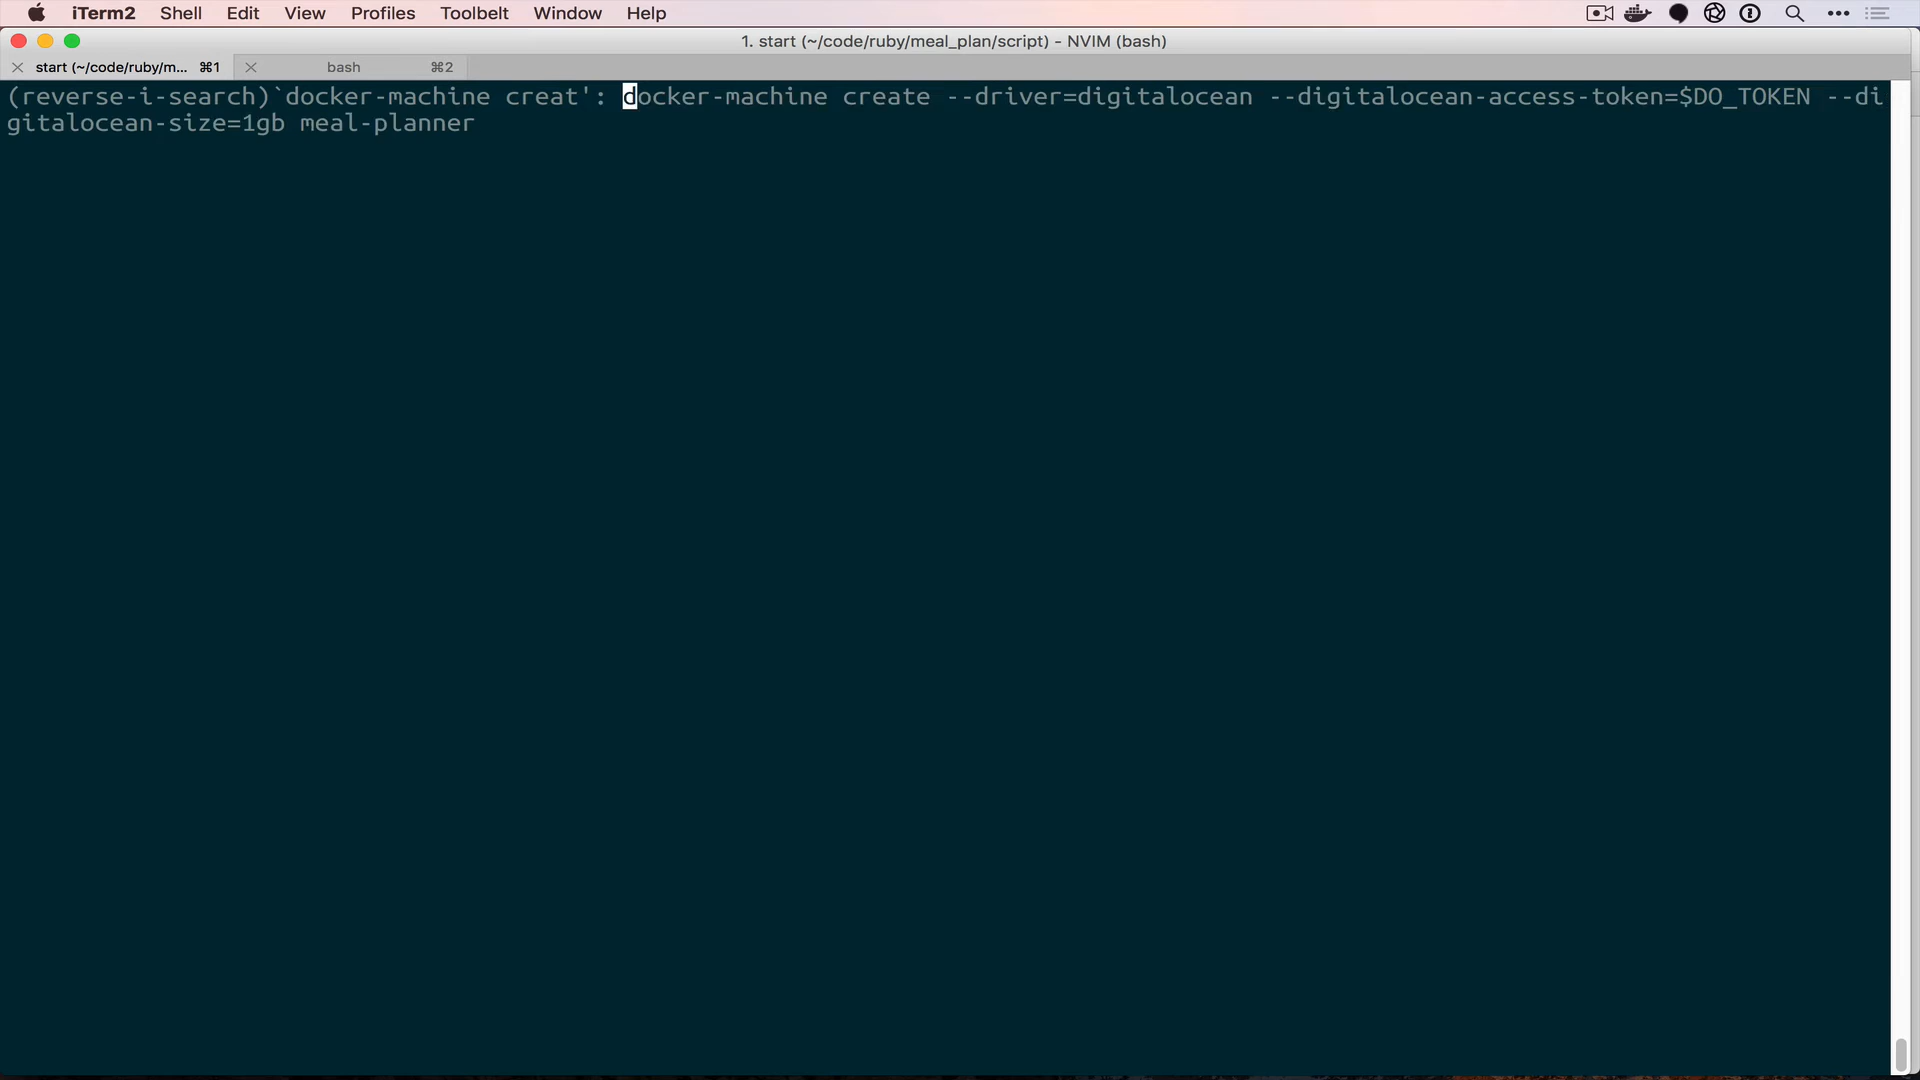 iTerm2 Shell Edit View Profiles Toolbelt Window Help
1. start (~/code/ruby/meal_plan/script) - NVIM (bash)
start (~/code/ruby/m... ⌘1 bash ⌘2
(reverse-i-search)`docker-machine creat': docker-machine create --driver=digitalocean --digitalocean-access-token=$DO_TOKEN --di
gitalocean-size=1gb meal-planner